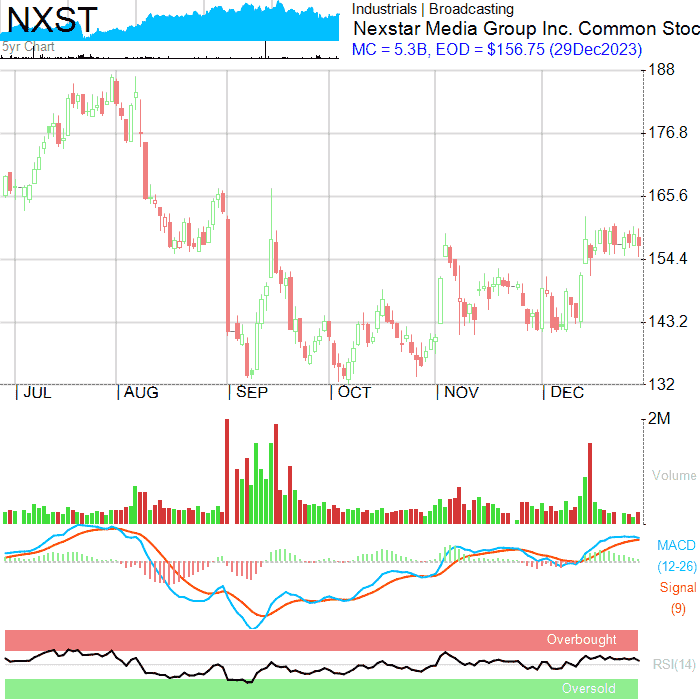 NXST
5yr Chart
Industrials | Broadcasting
Nexstar Media Group Inc. Common Stoc
MC = 5.3B, EOD = $156.75 (29Dec2023)
188
176.8
165.6
154.4
143.2
132
JUL AUG SEP OCT NOV DEC
2M
Volume
MACD
(12-26)
Signal
(9)
Overbought
RSI(14)
Oversold